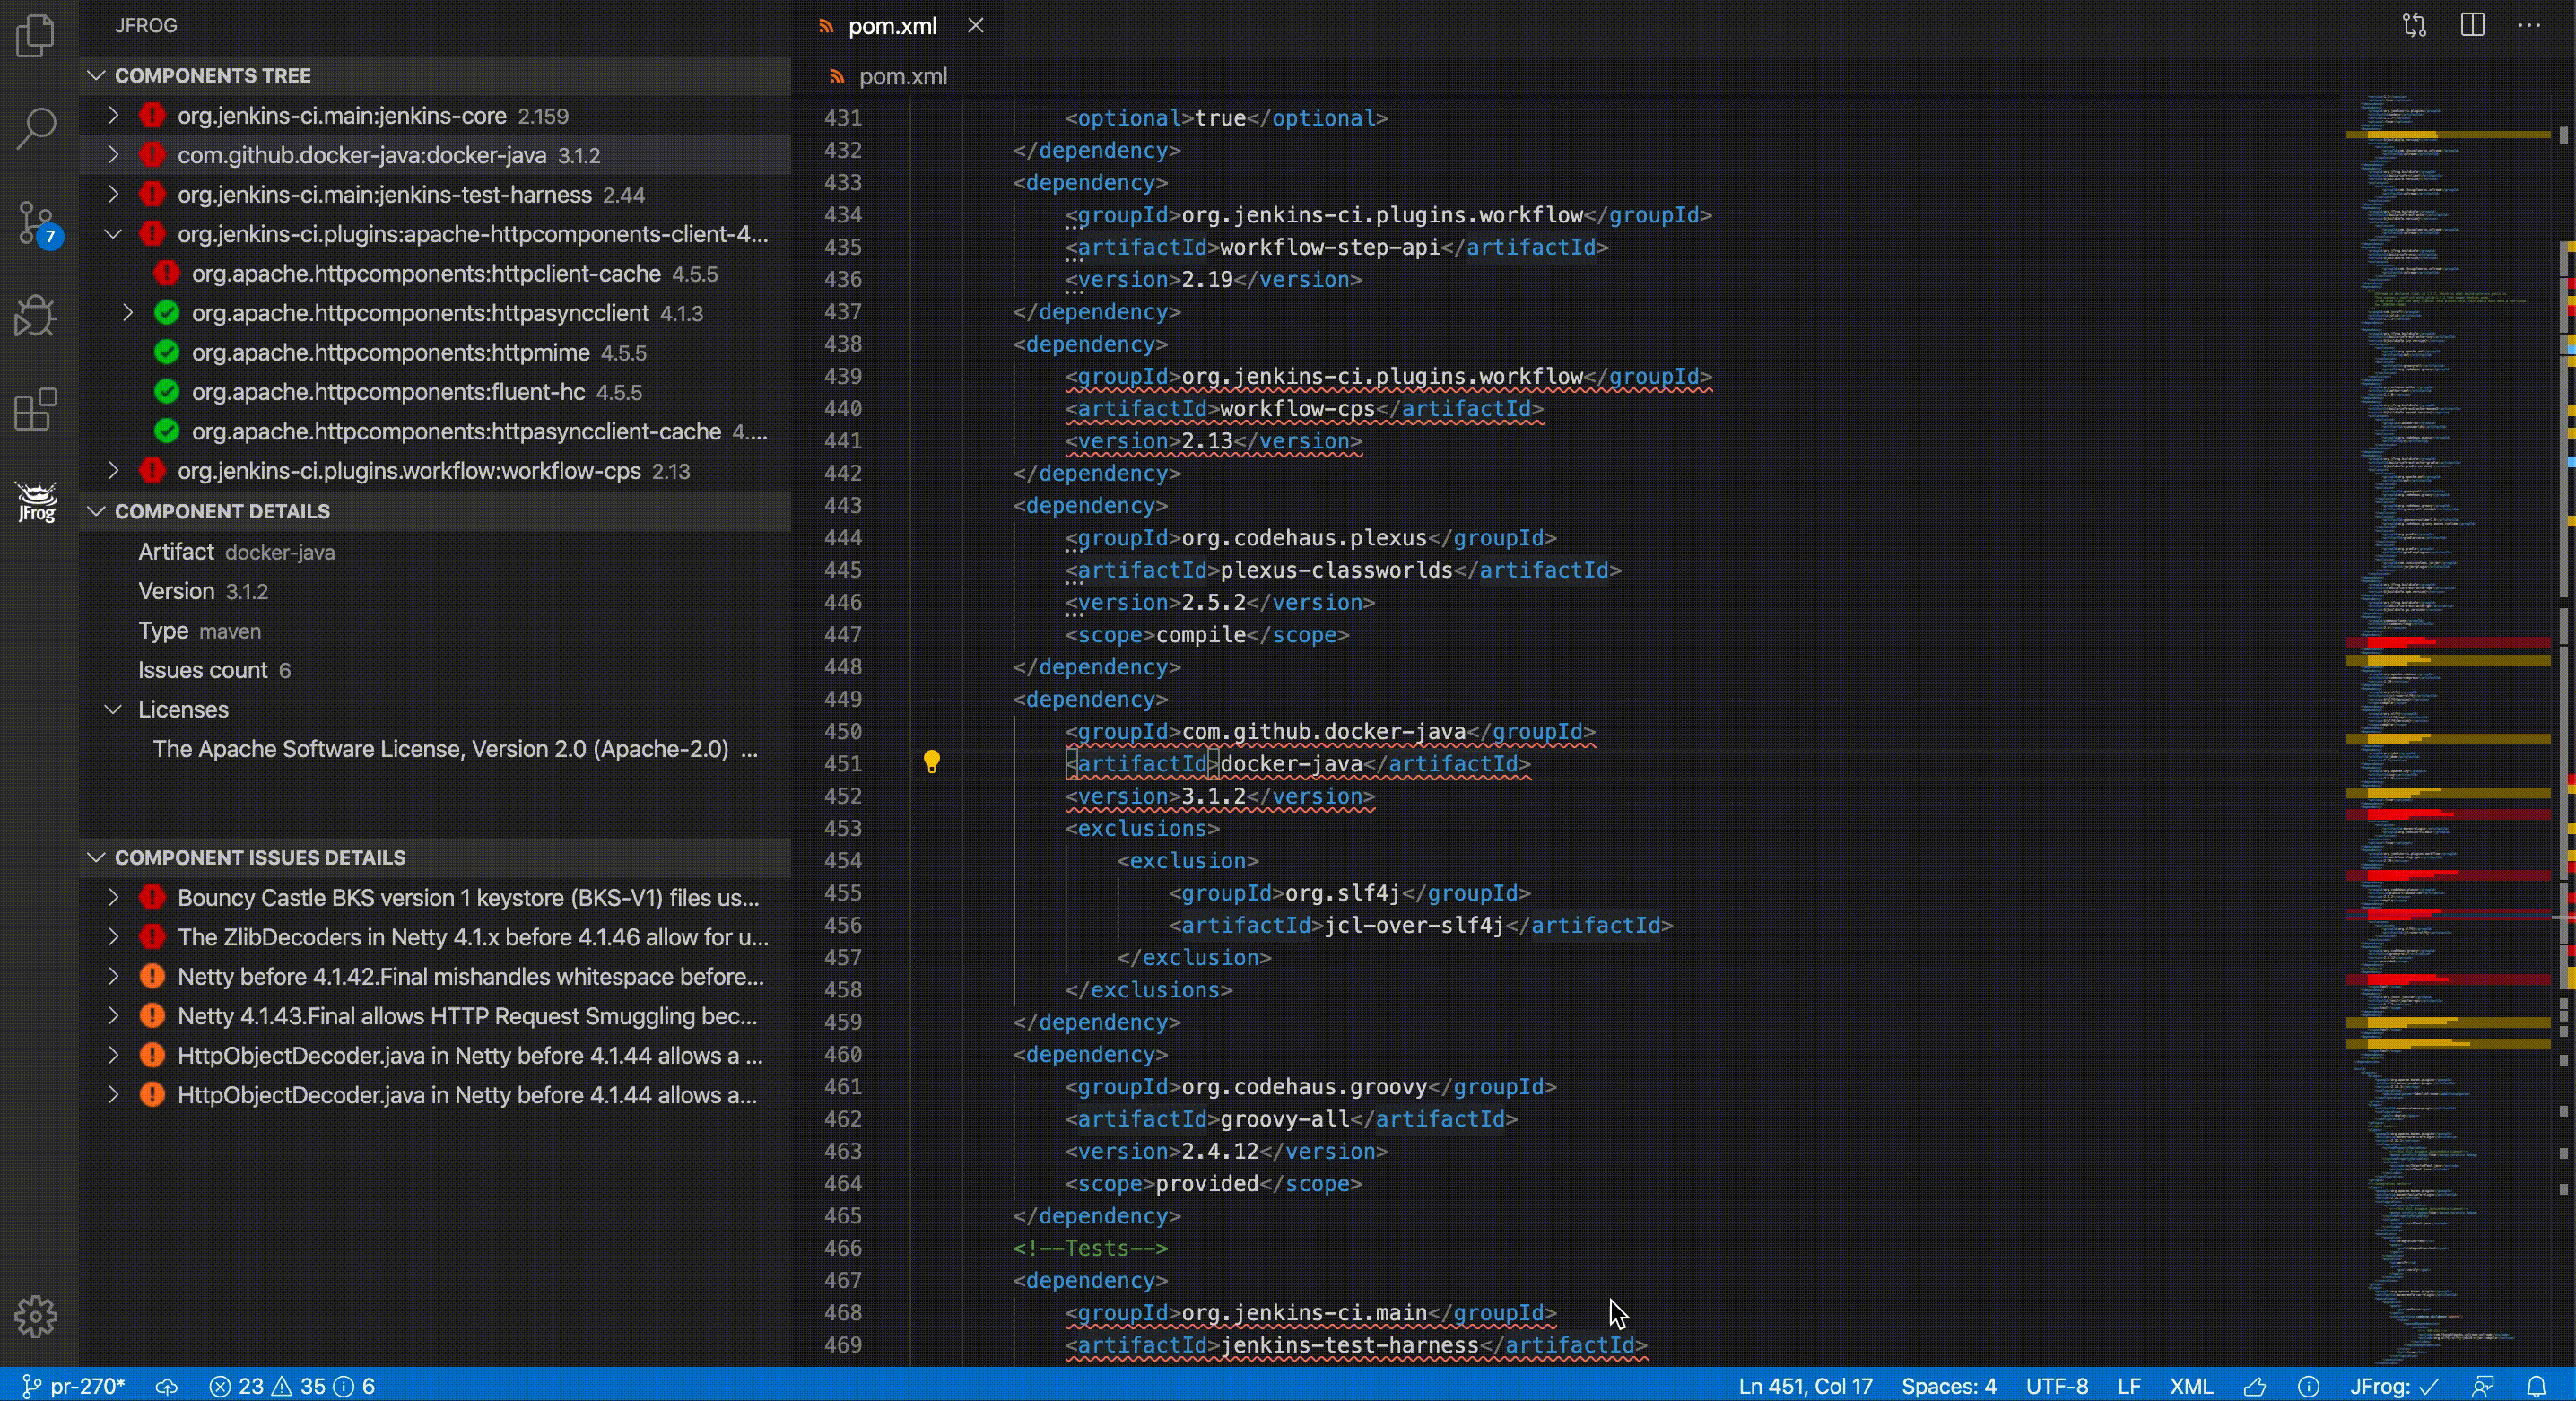 JFROG
COMPONENTS TREE
org.jenkins-ci.main:jenkins-core 2.159
com.github.docker-java:docker-java 3.1.2
org.jenkins-ci.main:jenkins-test-harness 2.44
org.jenkins-ci.plugins:apache-httpcomponents-client-4...
org.apache.httpcomponents:httpclient-cache 4.5.5
org.apache.httpcomponents:httpasyncclient 4.1.3
org.apache.httpcomponents:httpmime 4.5.5
org.apache.httpcomponents:fluent-hc 4.5.5
org.apache.httpcomponents:httpasyncclient-cache 4....
org.jenkins-ci.plugins.workflow:workflow-cps 2.13
7
JFrog
COMPONENT DETAILS
Artifact docker-java
Version 3.1.2
Type maven
Issues count 6
Licenses
The Apache Software License, Version 2.0 (Apache-2.0) ...
COMPONENT ISSUES DETAILS
Bouncy Castle BKS version 1 keystore (BKS-V1) files us...
The ZlibDecoders in Netty 4.1.x before 4.1.46 allow for u...
Netty before 4.1.42.Final mishandles whitespace before...
Netty 4.1.43.Final allows HTTP Request Smuggling bec...
HttpObjectDecoder.java in Netty before 4.1.44 allows a ...
HttpObjectDecoder.java in Netty before 4.1.44 allows a...
pom.xml
pom.xml
431 <optional>true</optional>
432 </dependency>
433 <dependency>
434 <groupId>org.jenkins-ci.plugins.workflow</groupId>
435 <artifactId>workflow-step-api</artifactId>
436 <version>2.19</version>
437 </dependency>
438 <dependency>
439 <groupId>org.jenkins-ci.plugins.workflow</groupId>
440 <artifactId>workflow-cps</artifactId>
441 <version>2.13</version>
442 </dependency>
443 <dependency>
444 <groupId>org.codehaus.plexus</groupId>
445 <artifactId>plexus-classworlds</artifactId>
446 <version>2.5.2</version>
447 <scope>compile</scope>
448 </dependency>
449 <dependency>
450 <groupId>com.github.docker-java</groupId>
451 <artifactId>docker-java</artifactId>
452 <version>3.1.2</version>
453 <exclusions>
454 <exclusion>
455 <groupId>org.slf4j</groupId>
456 <artifactId>jcl-over-slf4j</artifactId>
457 </exclusion>
458 </exclusions>
459 </dependency>
460 <dependency>
461 <groupId>org.codehaus.groovy</groupId>
462 <artifactId>groovy-all</artifactId>
463 <version>2.4.12</version>
464 <scope>provided</scope>
465 </dependency>
466 <!--Tests-->
467 <dependency>
468 <groupId>org.jenkins-ci.main</groupId>
469 <artifactId>jenkins-test-harness</artifactId>
pr-270* 23 35 6 Ln 451, Col 17 Spaces: 4 UTF-8 LF XML JFrog: ✓